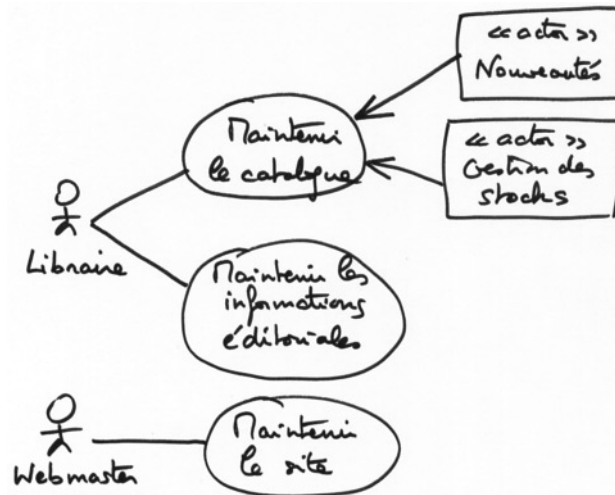 « actor »
Nouveautés
Maintenir
le catalogue
« actor »
Gestion des
stocks
Libraire
Maintenir les
informations
éditoriales
Webmaster
Maintenir
le site